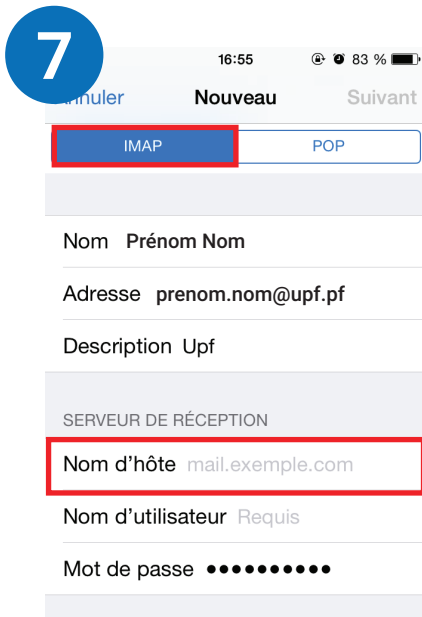 7
16:55 83 %
Annuler Nouveau Suivant
IMAP POP
Nom Prénom Nom
Adresse prenom.nom@upf.pf
Description Upf
SERVEUR DE RÉCEPTION
Nom d’hôte mail.exemple.com
Nom d’utilisateur Requis
Mot de passe ●●●●●●●●●●